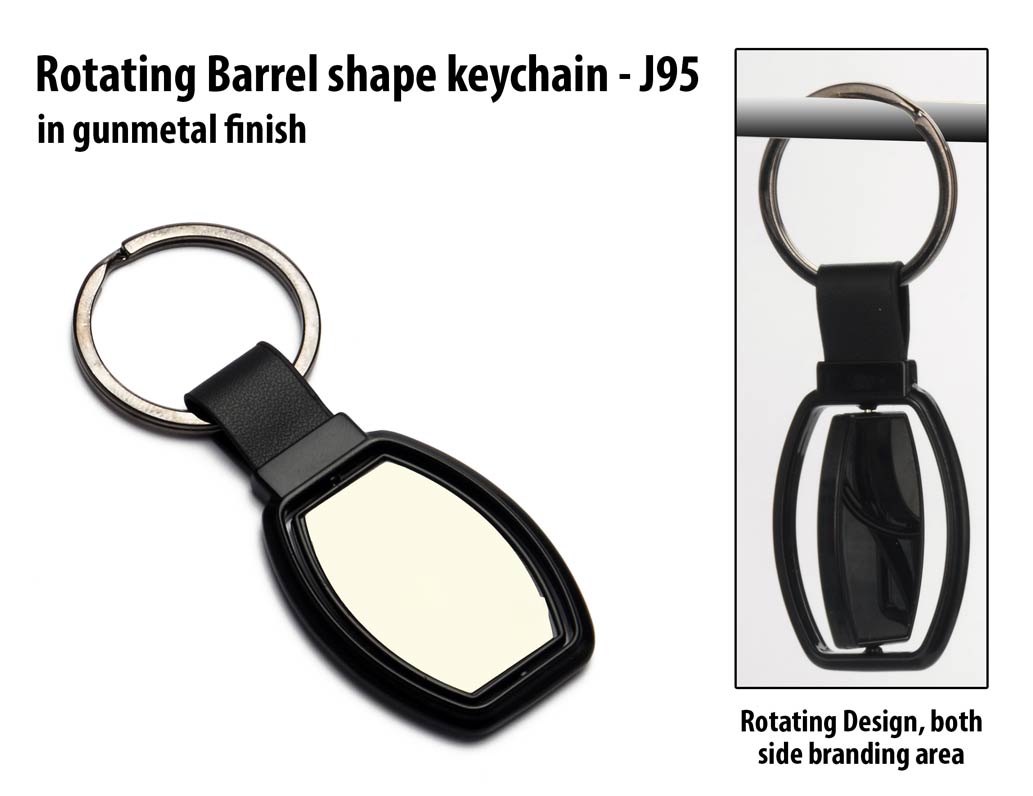 Rotating Barrel shape keychain - J95
in gunmetal finish
Rotating Design, both
side branding area